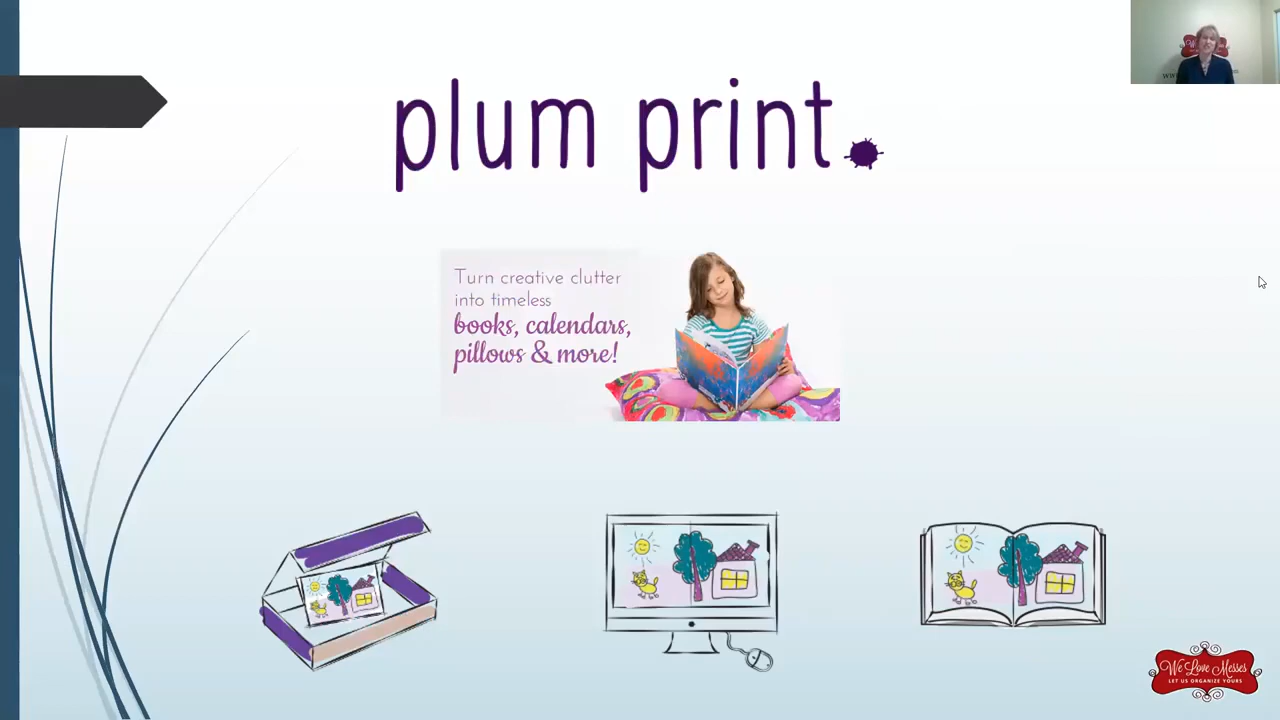 plum print.
Turn creative clutter
into timeless
books, calendars,
pillows & more!
We Love Messes
LET US ORGANIZE YOURS